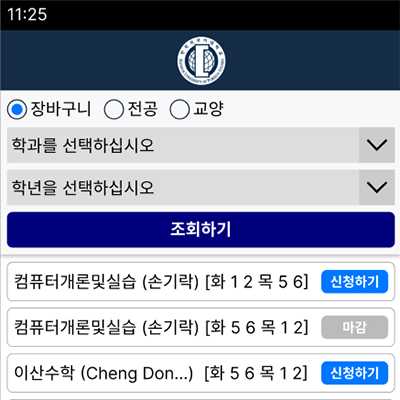 11:25
장바구니 전공 교양
학과를 선택하십시오
학년을 선택하십시오
조회하기
컴퓨터개론및실습 (손기락) [화 1 2 목 5 6] 신청하기
컴퓨터개론및실습 (손기락) [화 5 6 목 1 2] 마감
이산수학 (Cheng Don...) [화 5 6 목 1 2] 신청하기